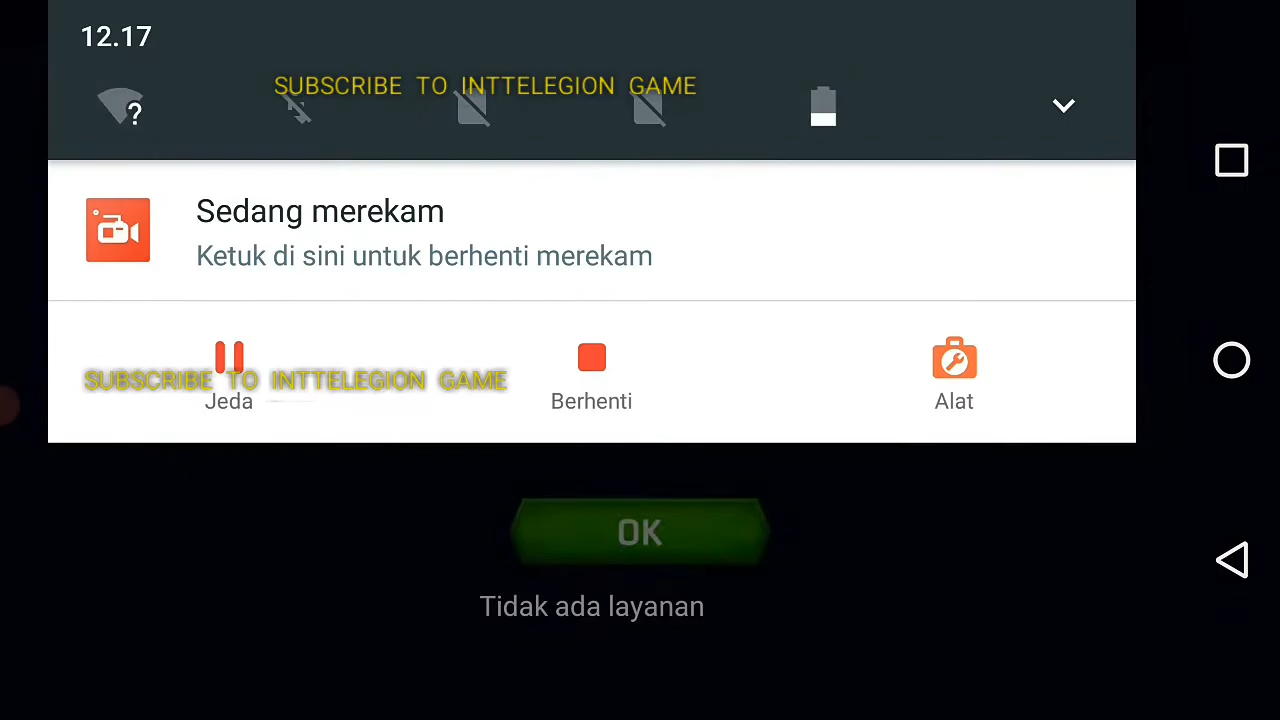 12.17
SUBSCRIBE TO INTTELEGION GAME
?
Sedang merekam
Ketuk di sini untuk berhenti merekam
SUBSCRIBE TO INTTELEGION GAME
Jeda
Berhenti
Alat
OK
Tidak ada layanan